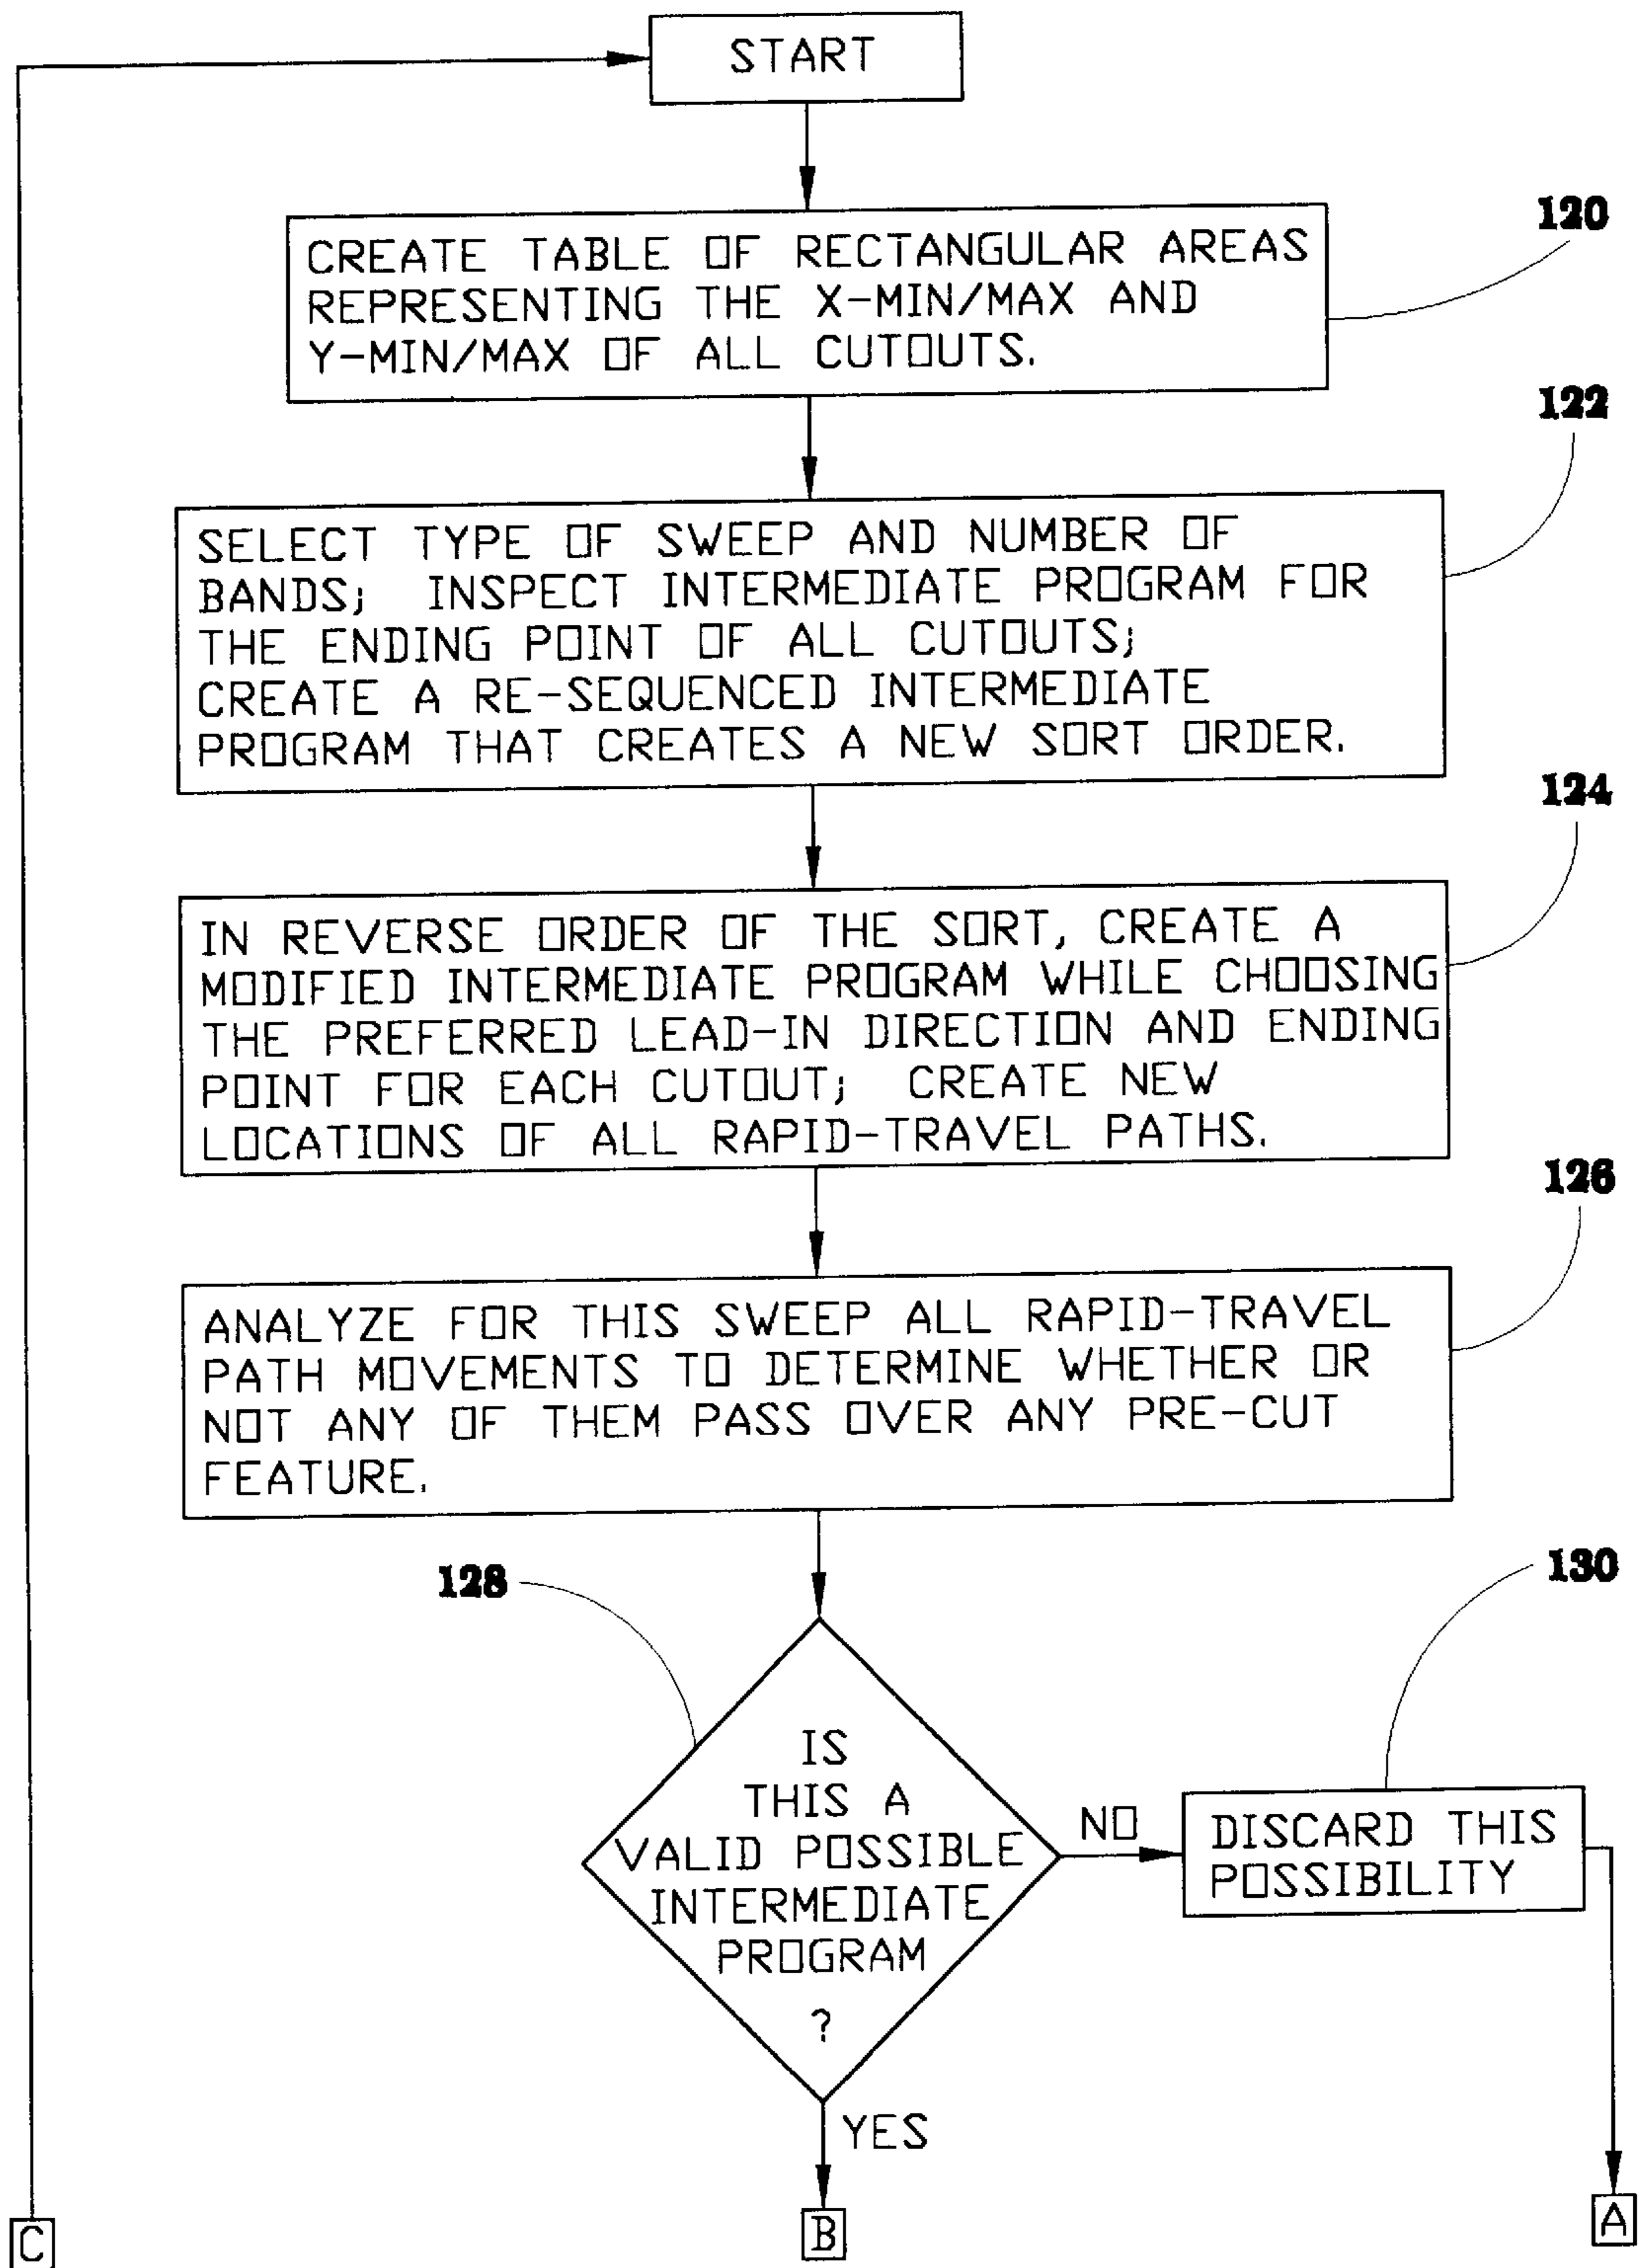 START
120
CREATE TABLE OF RECTANGULAR AREAS
REPRESENTING THE X-MIN/MAX AND
Y-MIN/MAX OF ALL CUTOUTS.
122
SELECT TYPE OF SWEEP AND NUMBER OF
BANDS; INSPECT INTERMEDIATE PROGRAM FOR
THE ENDING POINT OF ALL CUTOUTS;
CREATE A RE-SEQUENCED INTERMEDIATE
PROGRAM THAT CREATES A NEW SORT ORDER.
124
IN REVERSE ORDER OF THE SORT, CREATE A
MODIFIED INTERMEDIATE PROGRAM WHILE CHOOSING
THE PREFERRED LEAD-IN DIRECTION AND ENDING
POINT FOR EACH CUTOUT; CREATE NEW
LOCATIONS OF ALL RAPID-TRAVEL PATHS.
126
ANALYZE FOR THIS SWEEP ALL RAPID-TRAVEL
PATH MOVEMENTS TO DETERMINE WHETHER OR
NOT ANY OF THEM PASS OVER ANY PRE-CUT
FEATURE.
128
130
IS
THIS A
VALID POSSIBLE
INTERMEDIATE
PROGRAM
?
NO
DISCARD THIS
POSSIBILITY
YES
C
B
A